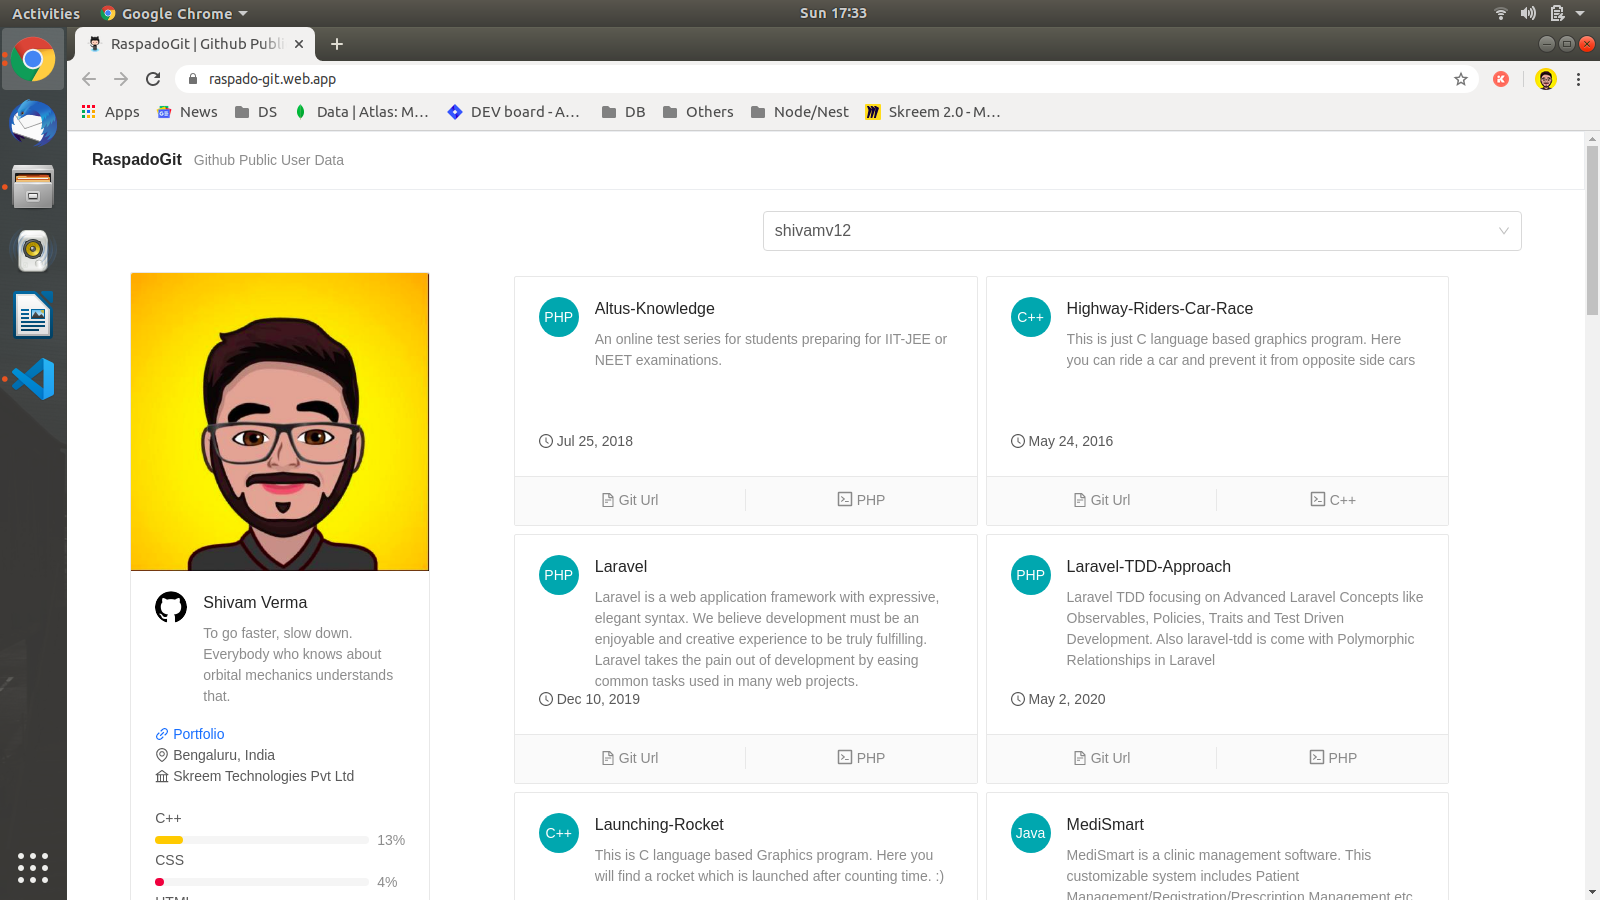 Activities
Google Chrome
Sun 17:33
RaspadoGit | Github Publi
raspado-git.web.app
Apps
News
DS
Data | Atlas: M…
DEV board - A…
DB
Others
Node/Nest
Skreem 2.0 - M…
RaspadoGit Github Public User Data
shivamv12
Shivam Verma
To go faster, slow down.
Everybody who knows about
orbital mechanics understands
that.
Portfolio
Bengaluru, India
Skreem Technologies Pvt Ltd
C++
13%
CSS
4%
HTML
PHP
Altus-Knowledge
An online test series for students preparing for IIT-JEE or
NEET examinations.
Jul 25, 2018
Git Url
PHP
C++
Highway-Riders-Car-Race
This is just C language based graphics program. Here
you can ride a car and prevent it from opposite side cars
May 24, 2016
Git Url
C++
PHP
Laravel
Laravel is a web application framework with expressive,
elegant syntax. We believe development must be an
enjoyable and creative experience to be truly fulfilling.
Laravel takes the pain out of development by easing
common tasks used in many web projects.
Dec 10, 2019
Git Url
PHP
PHP
Laravel-TDD-Approach
Laravel TDD focusing on Advanced Laravel Concepts like
Observables, Policies, Traits and Test Driven
Development. Also laravel-tdd is come with Polymorphic
Relationships in Laravel
May 2, 2020
Git Url
PHP
C++
Launching-Rocket
This is C language based Graphics program. Here you
will find a rocket which is launched after counting time. :)
Java
MediSmart
MediSmart is a clinic management software. This
customizable system includes Patient
Management/Registration/Prescription Management etc